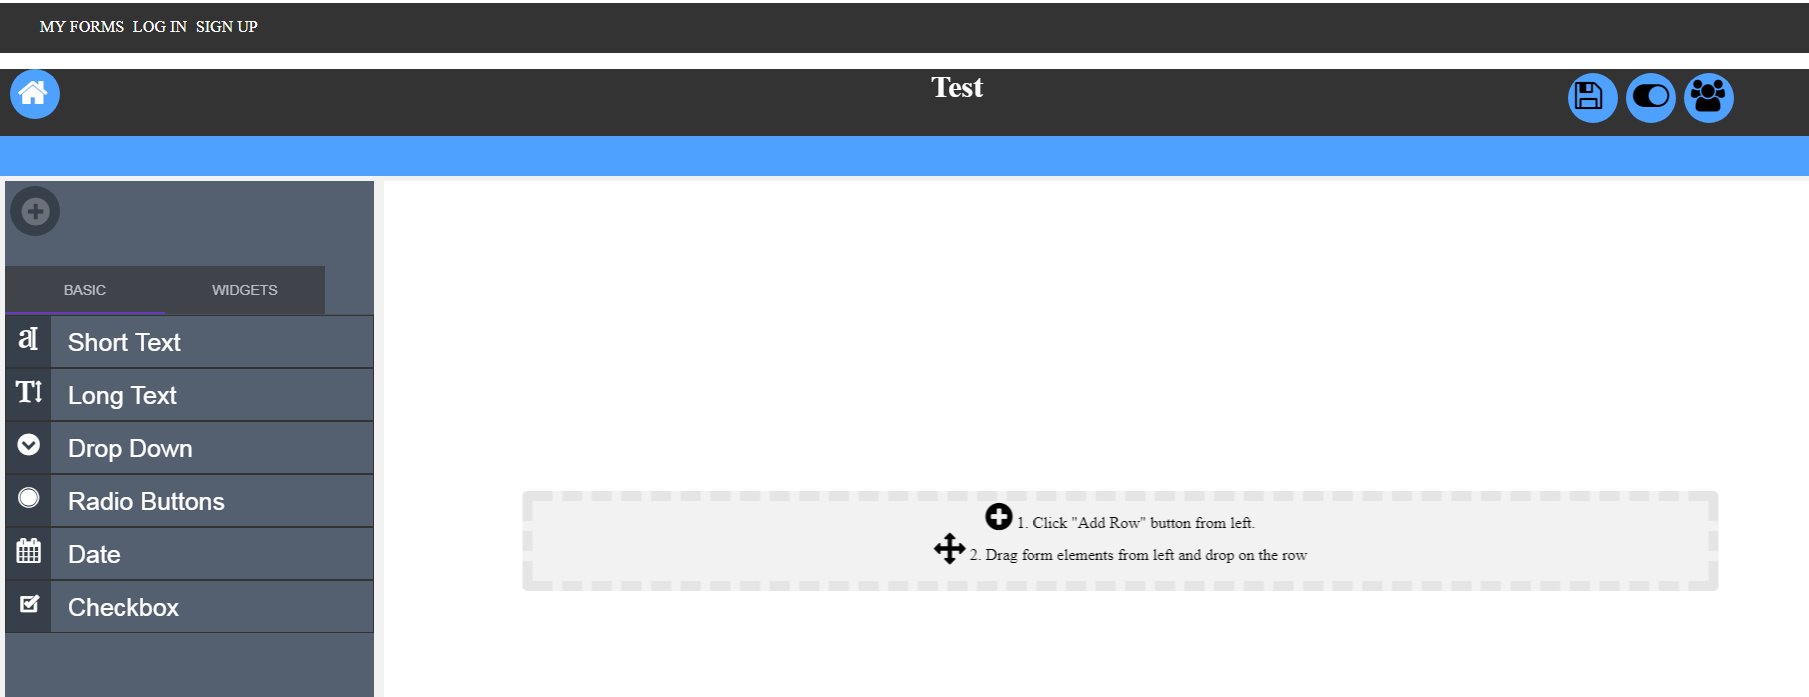 MY FORMS LOG IN SIGN UP
Test
BASIC WIDGETS
Short Text
Long Text
Drop Down
Radio Buttons
Date
Checkbox
1. Click "Add Row" button from left.
2. Drag form elements from left and drop on the row